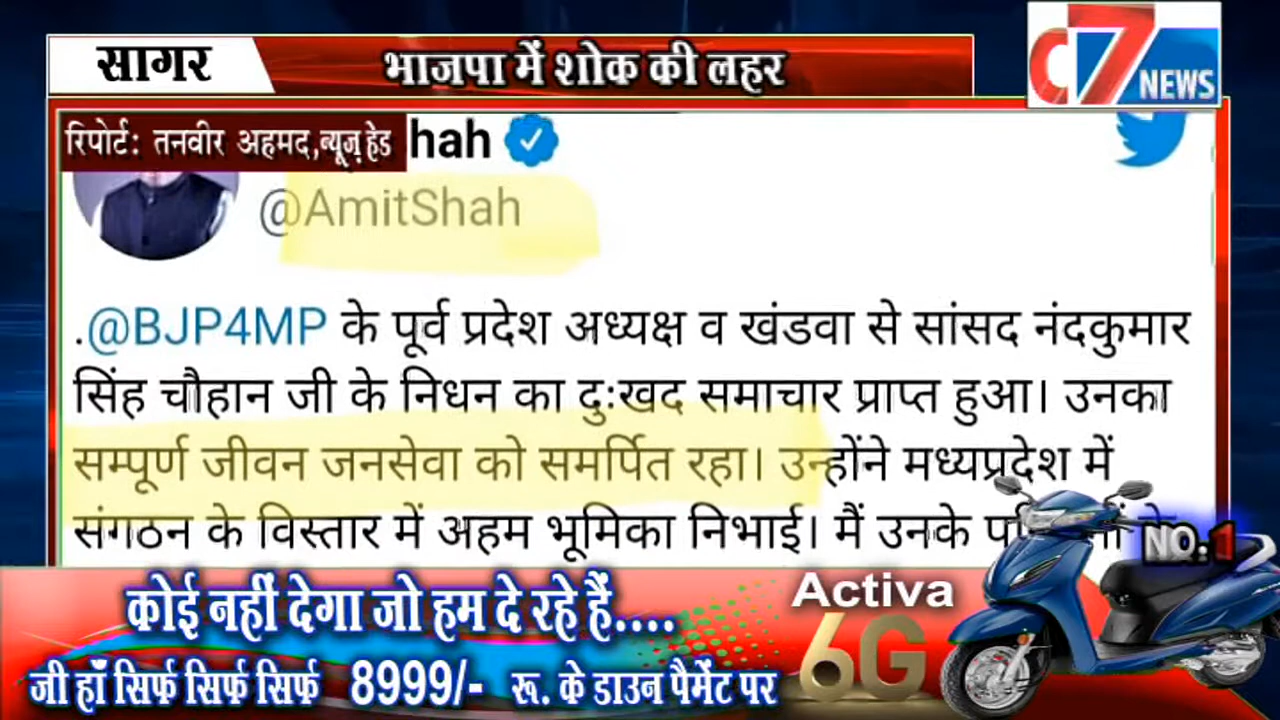 सागर
भाजपा में शोक की लहर
C7 NEWS
रिपोर्ट: तनवीर अहमद,न्यूज़ हेड
hah
@AmitShah
.@BJP4MP के पूर्व प्रदेश अध्यक्ष व खंडवा से सांसद नंदकुमार
सिंह चौहान जी के निधन का दुःखद समाचार प्राप्त हुआ। उनका
सम्पूर्ण जीवन जनसेवा को समर्पित रहा। उन्होंने मध्यप्रदेश में
संगठन के विस्तार में अहम भूमिका निभाई। मैं उनके
NO.1
कोई नहीं देगा जो हम दे रहे हैं....
जी हाँ सिर्फ सिर्फ सिर्फ 8999/- रू. के डाउन पैमेंट पर
Activa
6G